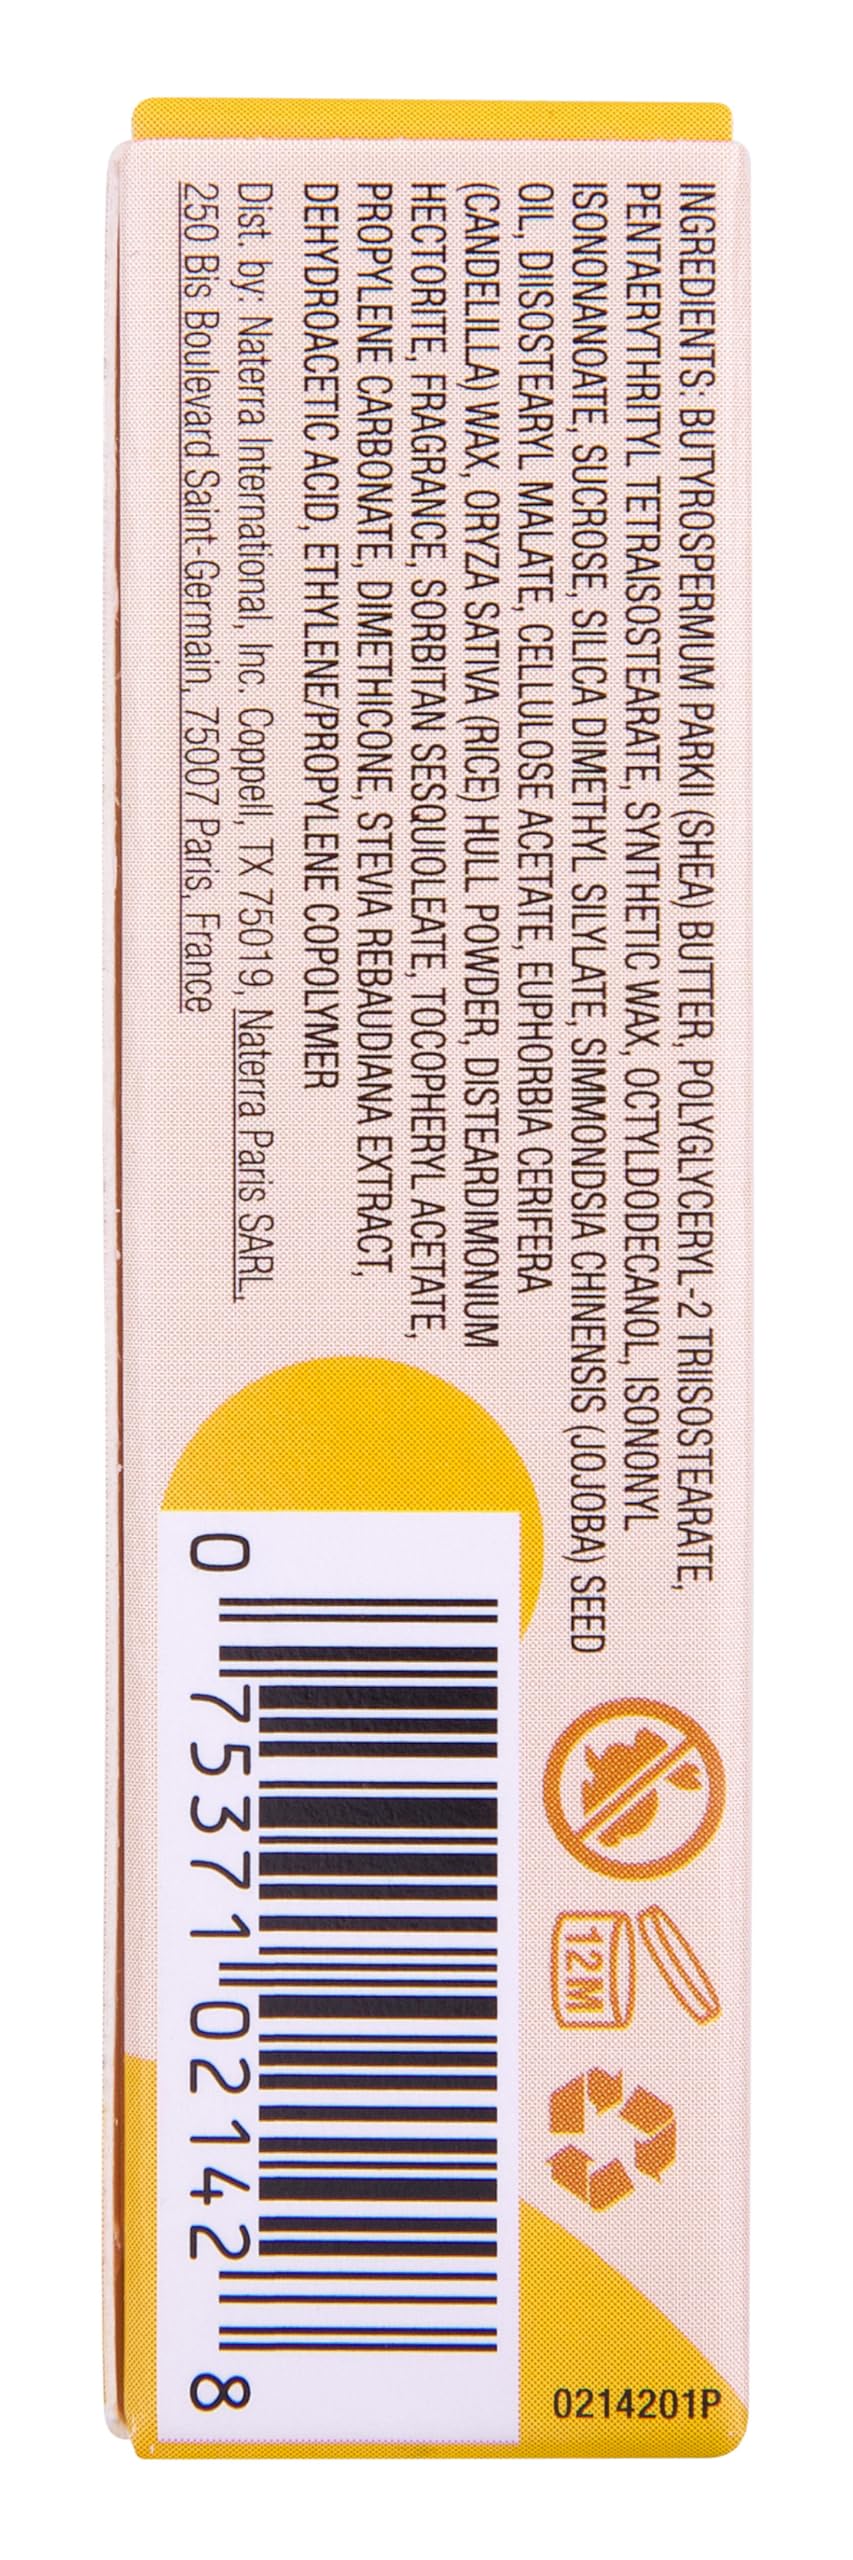 INGREDIENTS: BUTYROSPERMUM PARKII (SHEA) BUTTER, POLYGLYCERYL-2 TRIISOSTEARATE,
PENTAERYTHRITYL TETRAISOSTEARATE, SYNTHETIC WAX, OCTYLDODECANOL, ISONONYL
ISONONANOATE, SUCROSE, SILICA DIMETHYL SILYLATE, SIMMONDSIA CHINENSIS (JOJOBA) SEED
OIL, DIISOSTEARYL MALATE, CELLULOSE ACETATE, EUPHORBIA CERIFERA
(CANDELILLA) WAX, ORYZA SATIVA (RICE) HULL POWDER, DISTEARDIMONIUM
HECTORITE, FRAGRANCE, SORBITAN SESQUIOLEATE, TOCOPHERYL ACETATE,
PROPYLENE CARBONATE, DIMETHICONE, STEVIA REBAUDIANA EXTRACT,
DEHYDROACETIC ACID, ETHYLENE/PROPYLENE COPOLYMER
Dist. by: Naterra International, Inc. Coppell, TX 75019, Naterra Paris SARL,
250 Bis Boulevard Saint-Germain, 75007 Paris, France
12M
0 75371 02142 8
0214201P